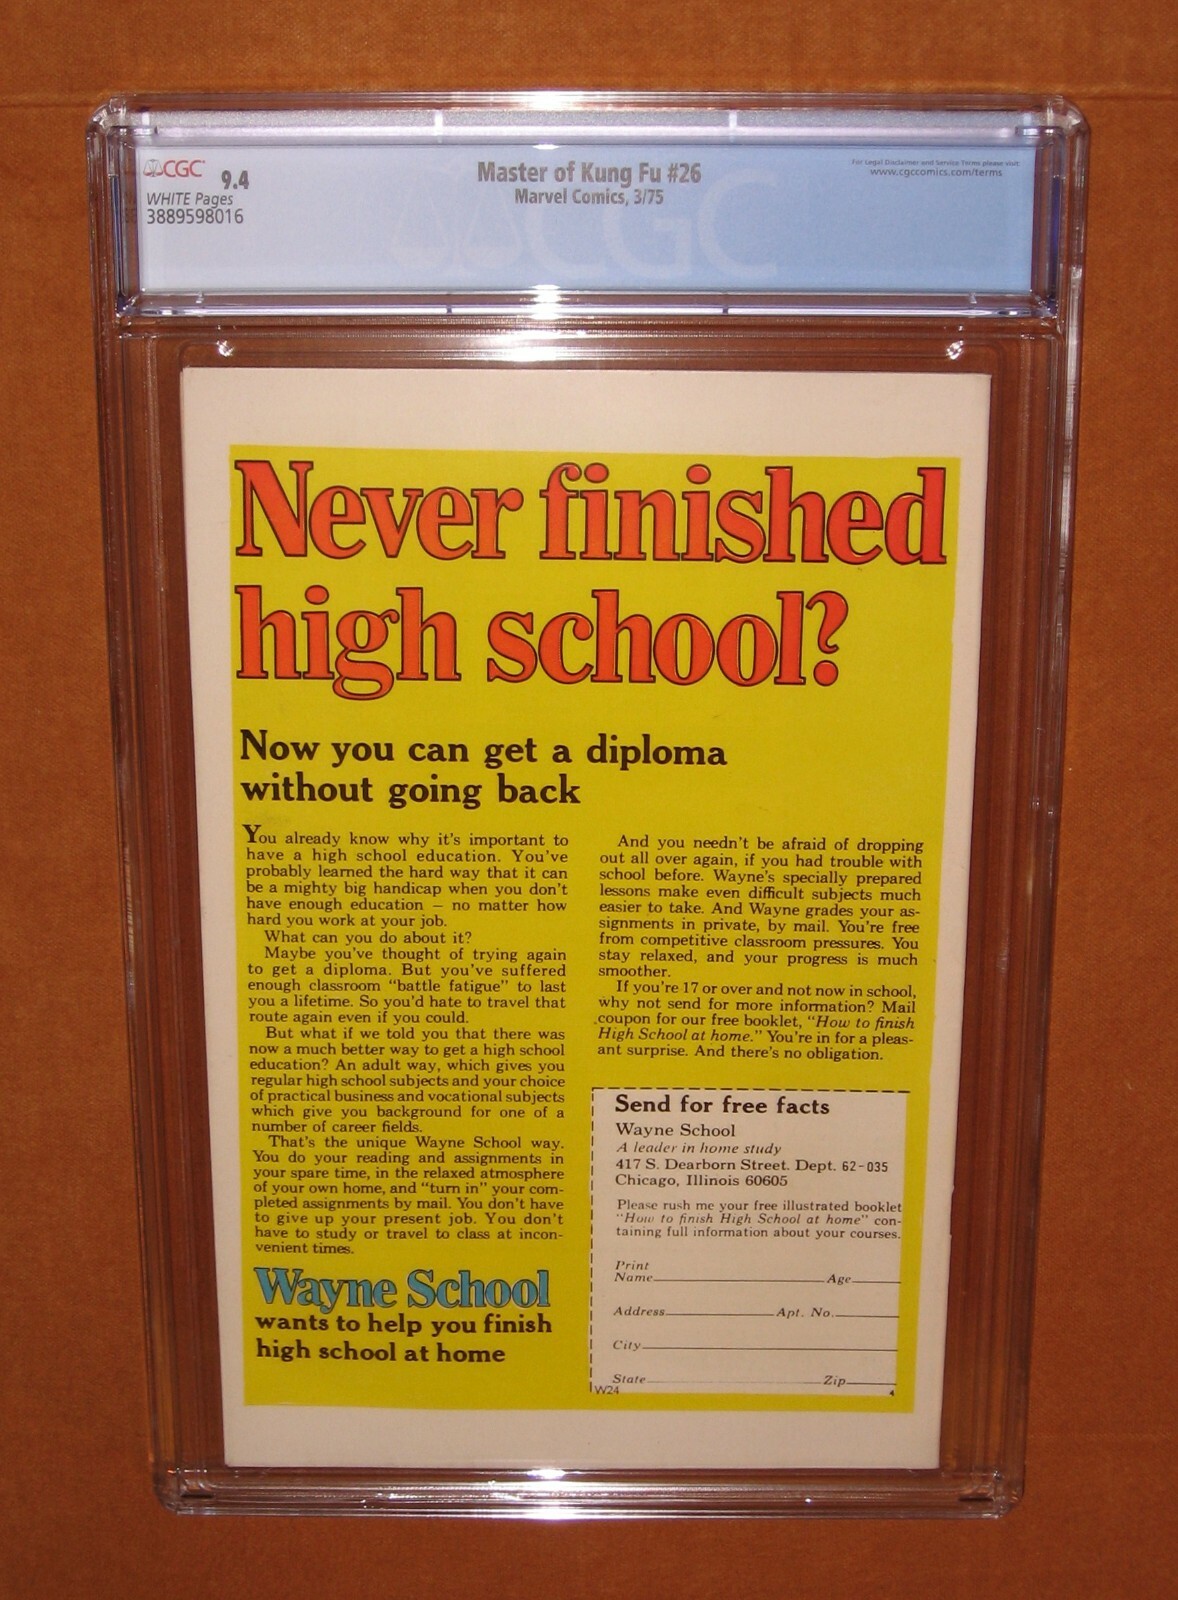 CGC
9.4
WHITE Pages
3889598016
Master of Kung Fu #26
Marvel Comics, 3/75
For Legal Disclaimer and Service Terms please visit:
www.cgccomics.com/terms
CGC
Never finished
high school?
Now you can get a diploma
without going back
You already know why it's important to
have a high school education. You've
probably learned the hard way that it can
be a mighty big handicap when you don't
have enough education – no matter how
hard you work at your job.
What can you do about it?
Maybe you've thought of trying again
to get a diploma. But you've suffered
enough classroom "battle fatigue" to last
you a lifetime. So you'd hate to travel that
route again even if you could.
But what if we told you that there was
now a much better way to get a high school
education? An adult way, which gives you
regular high school subjects and your choice
of practical business and vocational subjects
which give you background for one of a
number of career fields.
That's the unique Wayne School way.
You do your reading and assignments in
your spare time, in the relaxed atmosphere
of your own home, and "turn in" your com-
pleted assignments by mail. You don't have
to give up your present job. You don't
have to study or travel to class at incon-
venient times.
Wayne School
wants to help you finish
high school at home
And you needn't be afraid of dropping
out all over again, if you had trouble with
school before. Wayne's specially prepared
lessons make even difficult subjects much
easier to take. And Wayne grades your as-
signments in private, by mail. You're free
from competitive classroom pressures. You
stay relaxed, and your progress is much
smoother.
If you're 17 or over and not now in school,
why not send for more information? Mail
coupon for our free booklet, "How to finish
High School at home." You're in for a pleas-
ant surprise. And there's no obligation.
Send for free facts
Wayne School
A leader in home study
417 S. Dearborn Street. Dept. 62-035
Chicago, Illinois 60605
Please rush me your free illustrated booklet
"How to finish High School at home" con-
taining full information about your courses.
Print
Name Age
Address Apt. No.
City
State Zip
W24 4